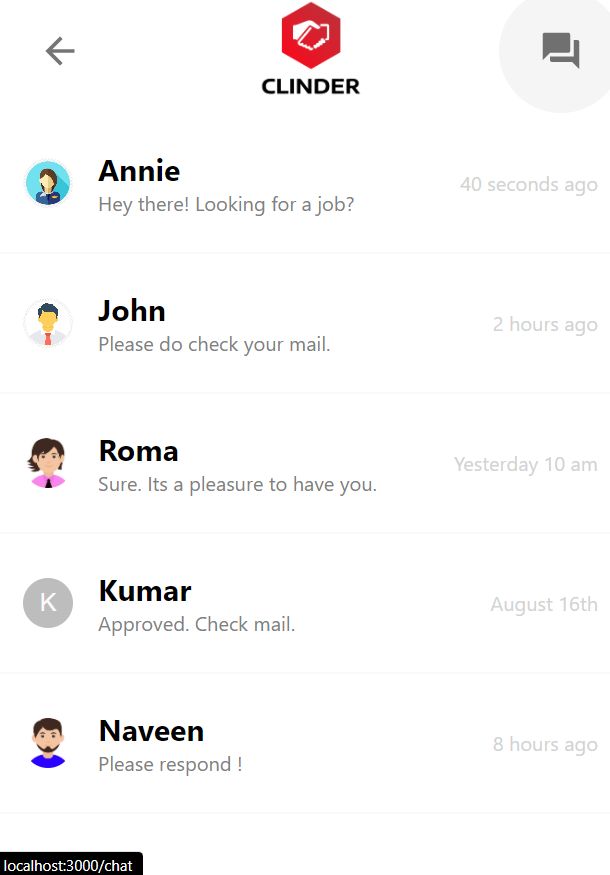 CLINDER
Annie
Hey there! Looking for a job?
40 seconds ago
John
Please do check your mail.
2 hours ago
Roma
Sure. Its a pleasure to have you.
Yesterday 10 am
K
Kumar
Approved. Check mail.
August 16th
Naveen
Please respond !
8 hours ago
localhost:3000/chat